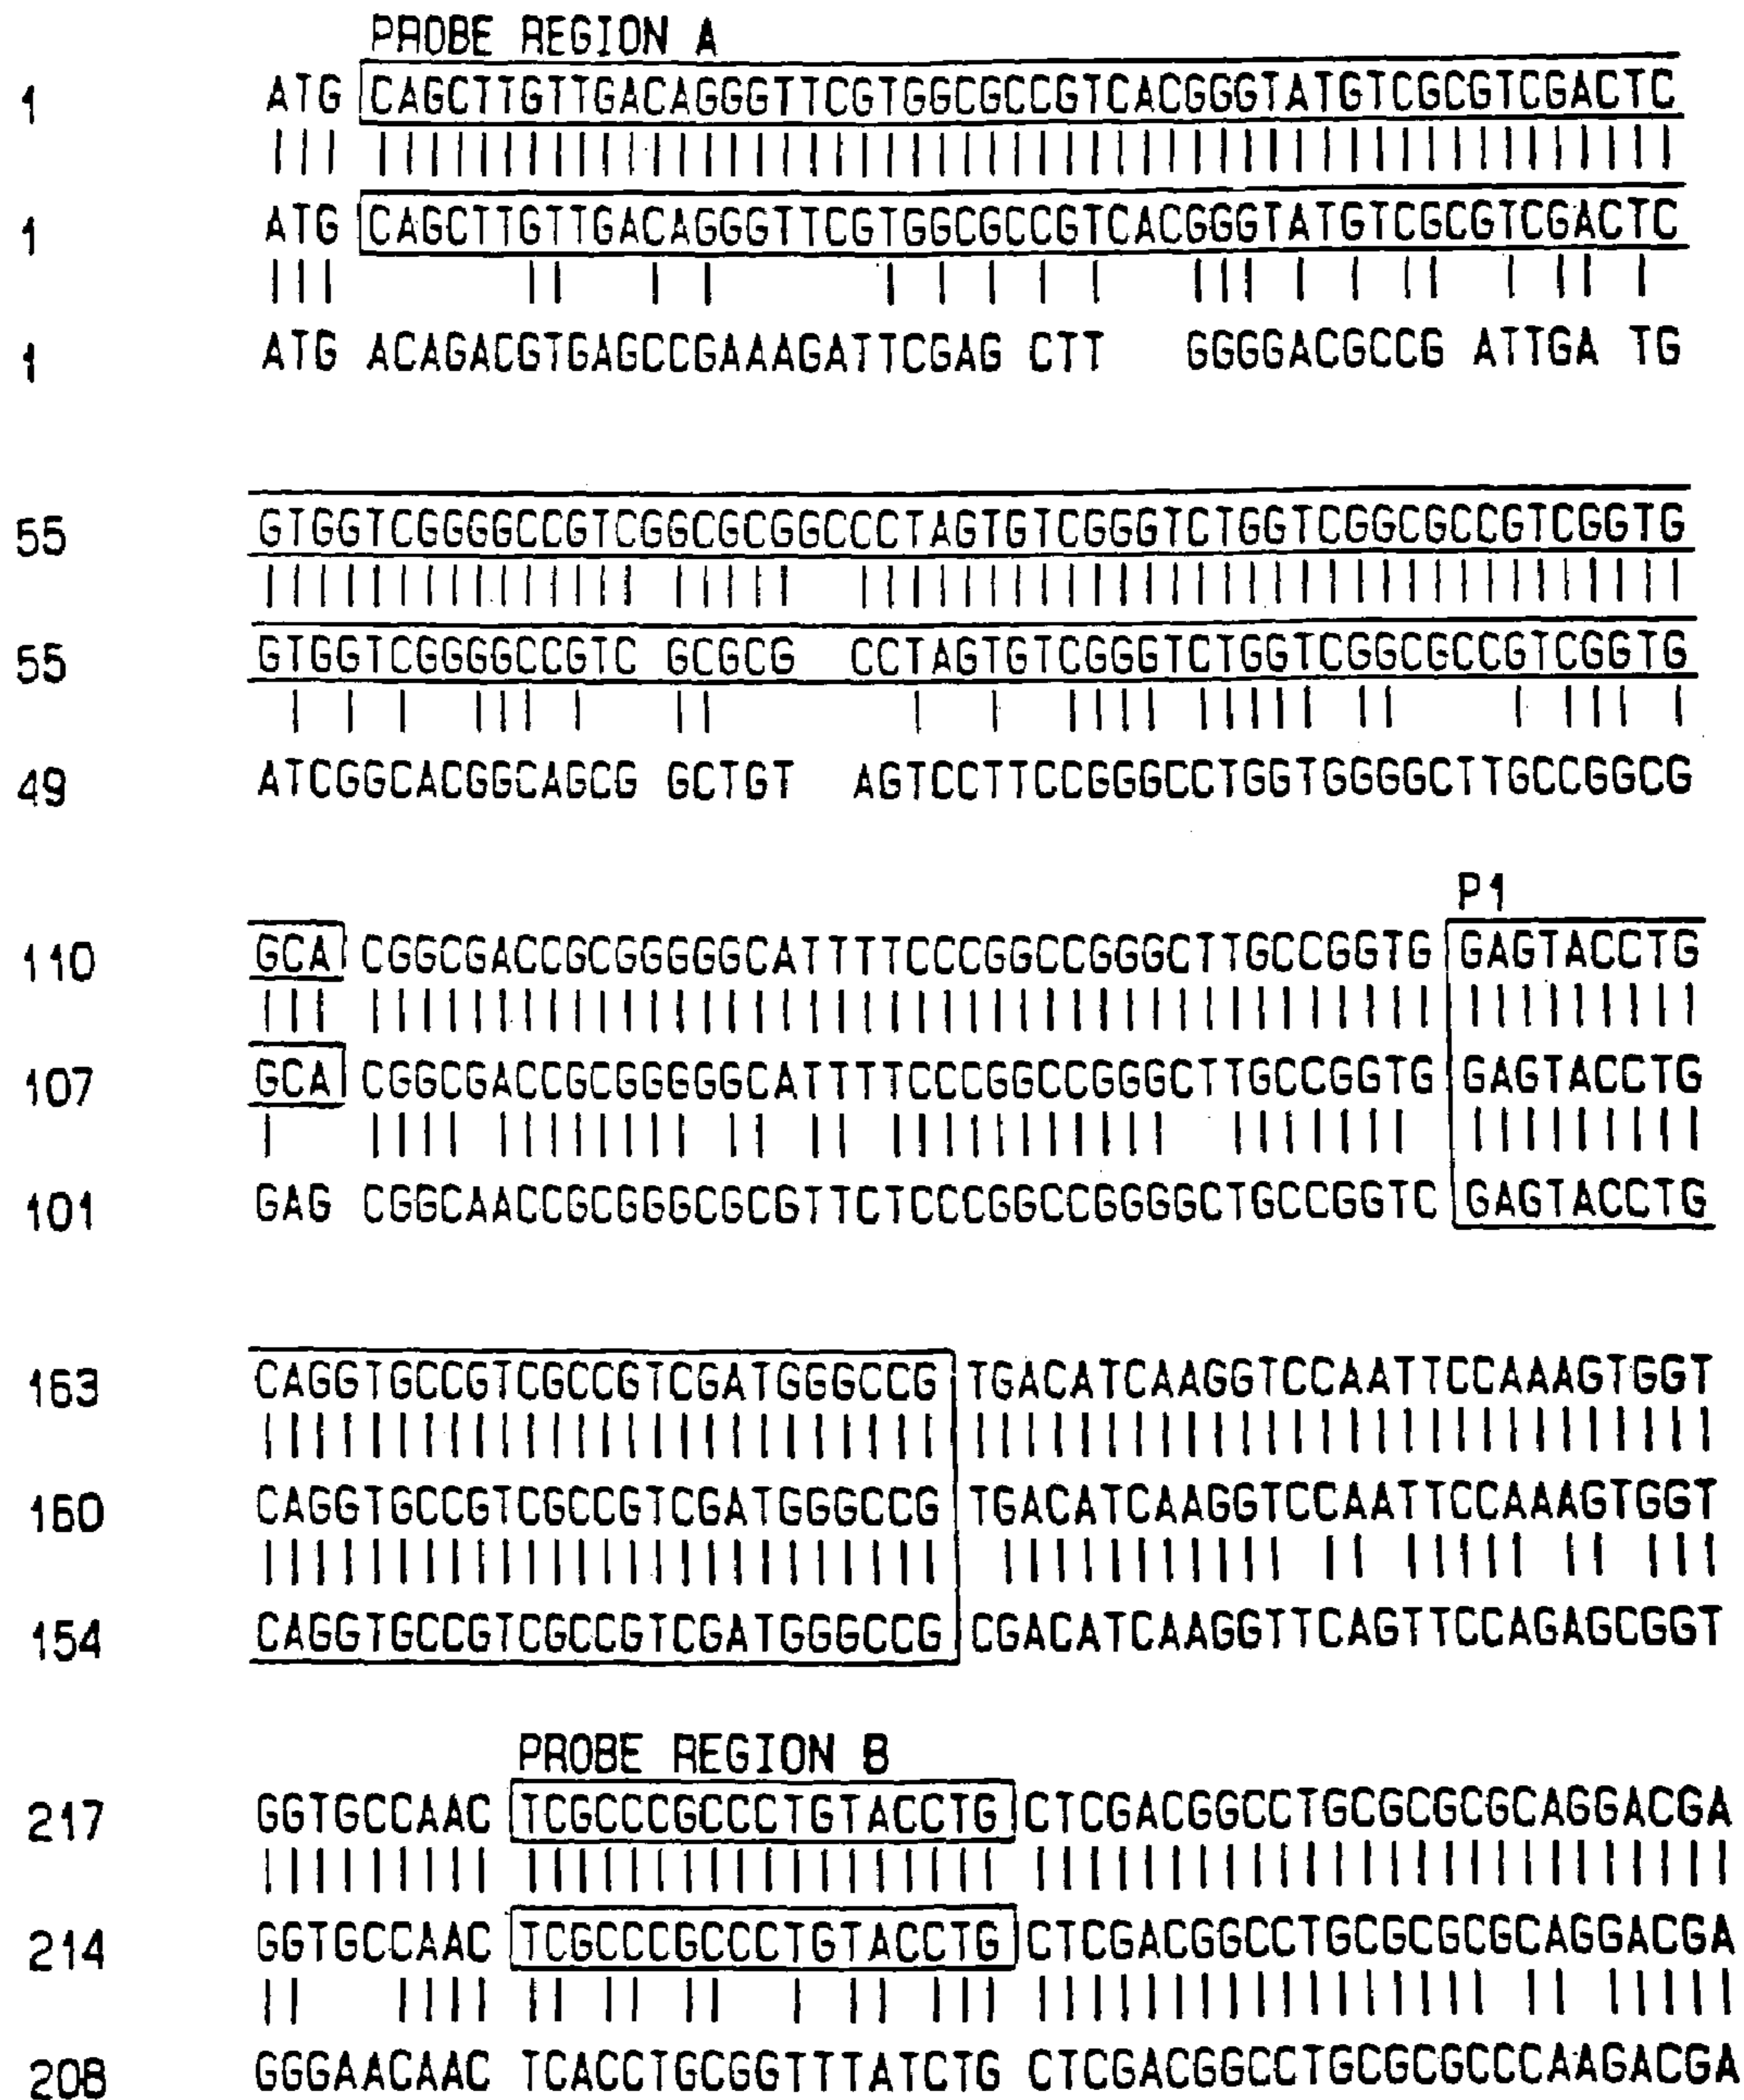 PROBE REGION A
1 ATG CAGCTTGTTGACAGGGTTCGTGGCGCCGTCACGGGTATGTCGCGTCGACTC
1 ATG CAGCTTGTTGACAGGGTTCGTGGCGCCGTCACGGGTATGTCGCGTCGACTC
1 ATG ACAGACGTGAGCCGAAAGATTCGAG CTT GGGGACGCCG ATTGA TG
55 GTGGTCGGGGCCGTCGGCGCGGCCCTAGTGTCGGGTCTGGTCGGCGCCGTCGGTG
55 GTGGTCGGGGCCGTC GCGCG CCTAGTGTCGGGTCTGGTCGGCGCCGTCGGTG
49 ATCGGCACGGCAGCG GCTGT AGTCCTTCCGGGCCTGGTGGGGCTTGCCGGCG
P1
110 GCA CGGCGACCGCGGGGGCATTTTCCCGGCCGGGCTTGCCGGTG GAGTACCTG
107 GCA CGGCGACCGCGGGGGCATTTTCCCGGCCGGGCTTGCCGGTG GAGTACCTG
101 GAG CGGCAACCGCGGGCGCGTTCTCCCGGCCGGGGCTGCCGGTC GAGTACCTG
163 CAGGTGCCGTCGCCGTCGATGGGCCG TGACATCAAGGTCCAATTCCAAAGTGGT
160 CAGGTGCCGTCGCCGTCGATGGGCCG TGACATCAAGGTCCAATTCCAAAGTGGT
154 CAGGTGCCGTCGCCGTCGATGGGCCG CGACATCAAGGTTCAGTTCCAGAGCGGT
PROBE REGION B
217 GGTGCCAAC TCGCCCGCCCTGTACCTG CTCGACGGCCTGCGCGCGCAGGACGA
214 GGTGCCAAC TCGCCCGCCCTGTACCTG CTCGACGGCCTGCGCGCGCAGGACGA
208 GGGAACAAC TCACCTGCGGTTTATCTG CTCGACGGCCTGCGCGCCCAAGACGA